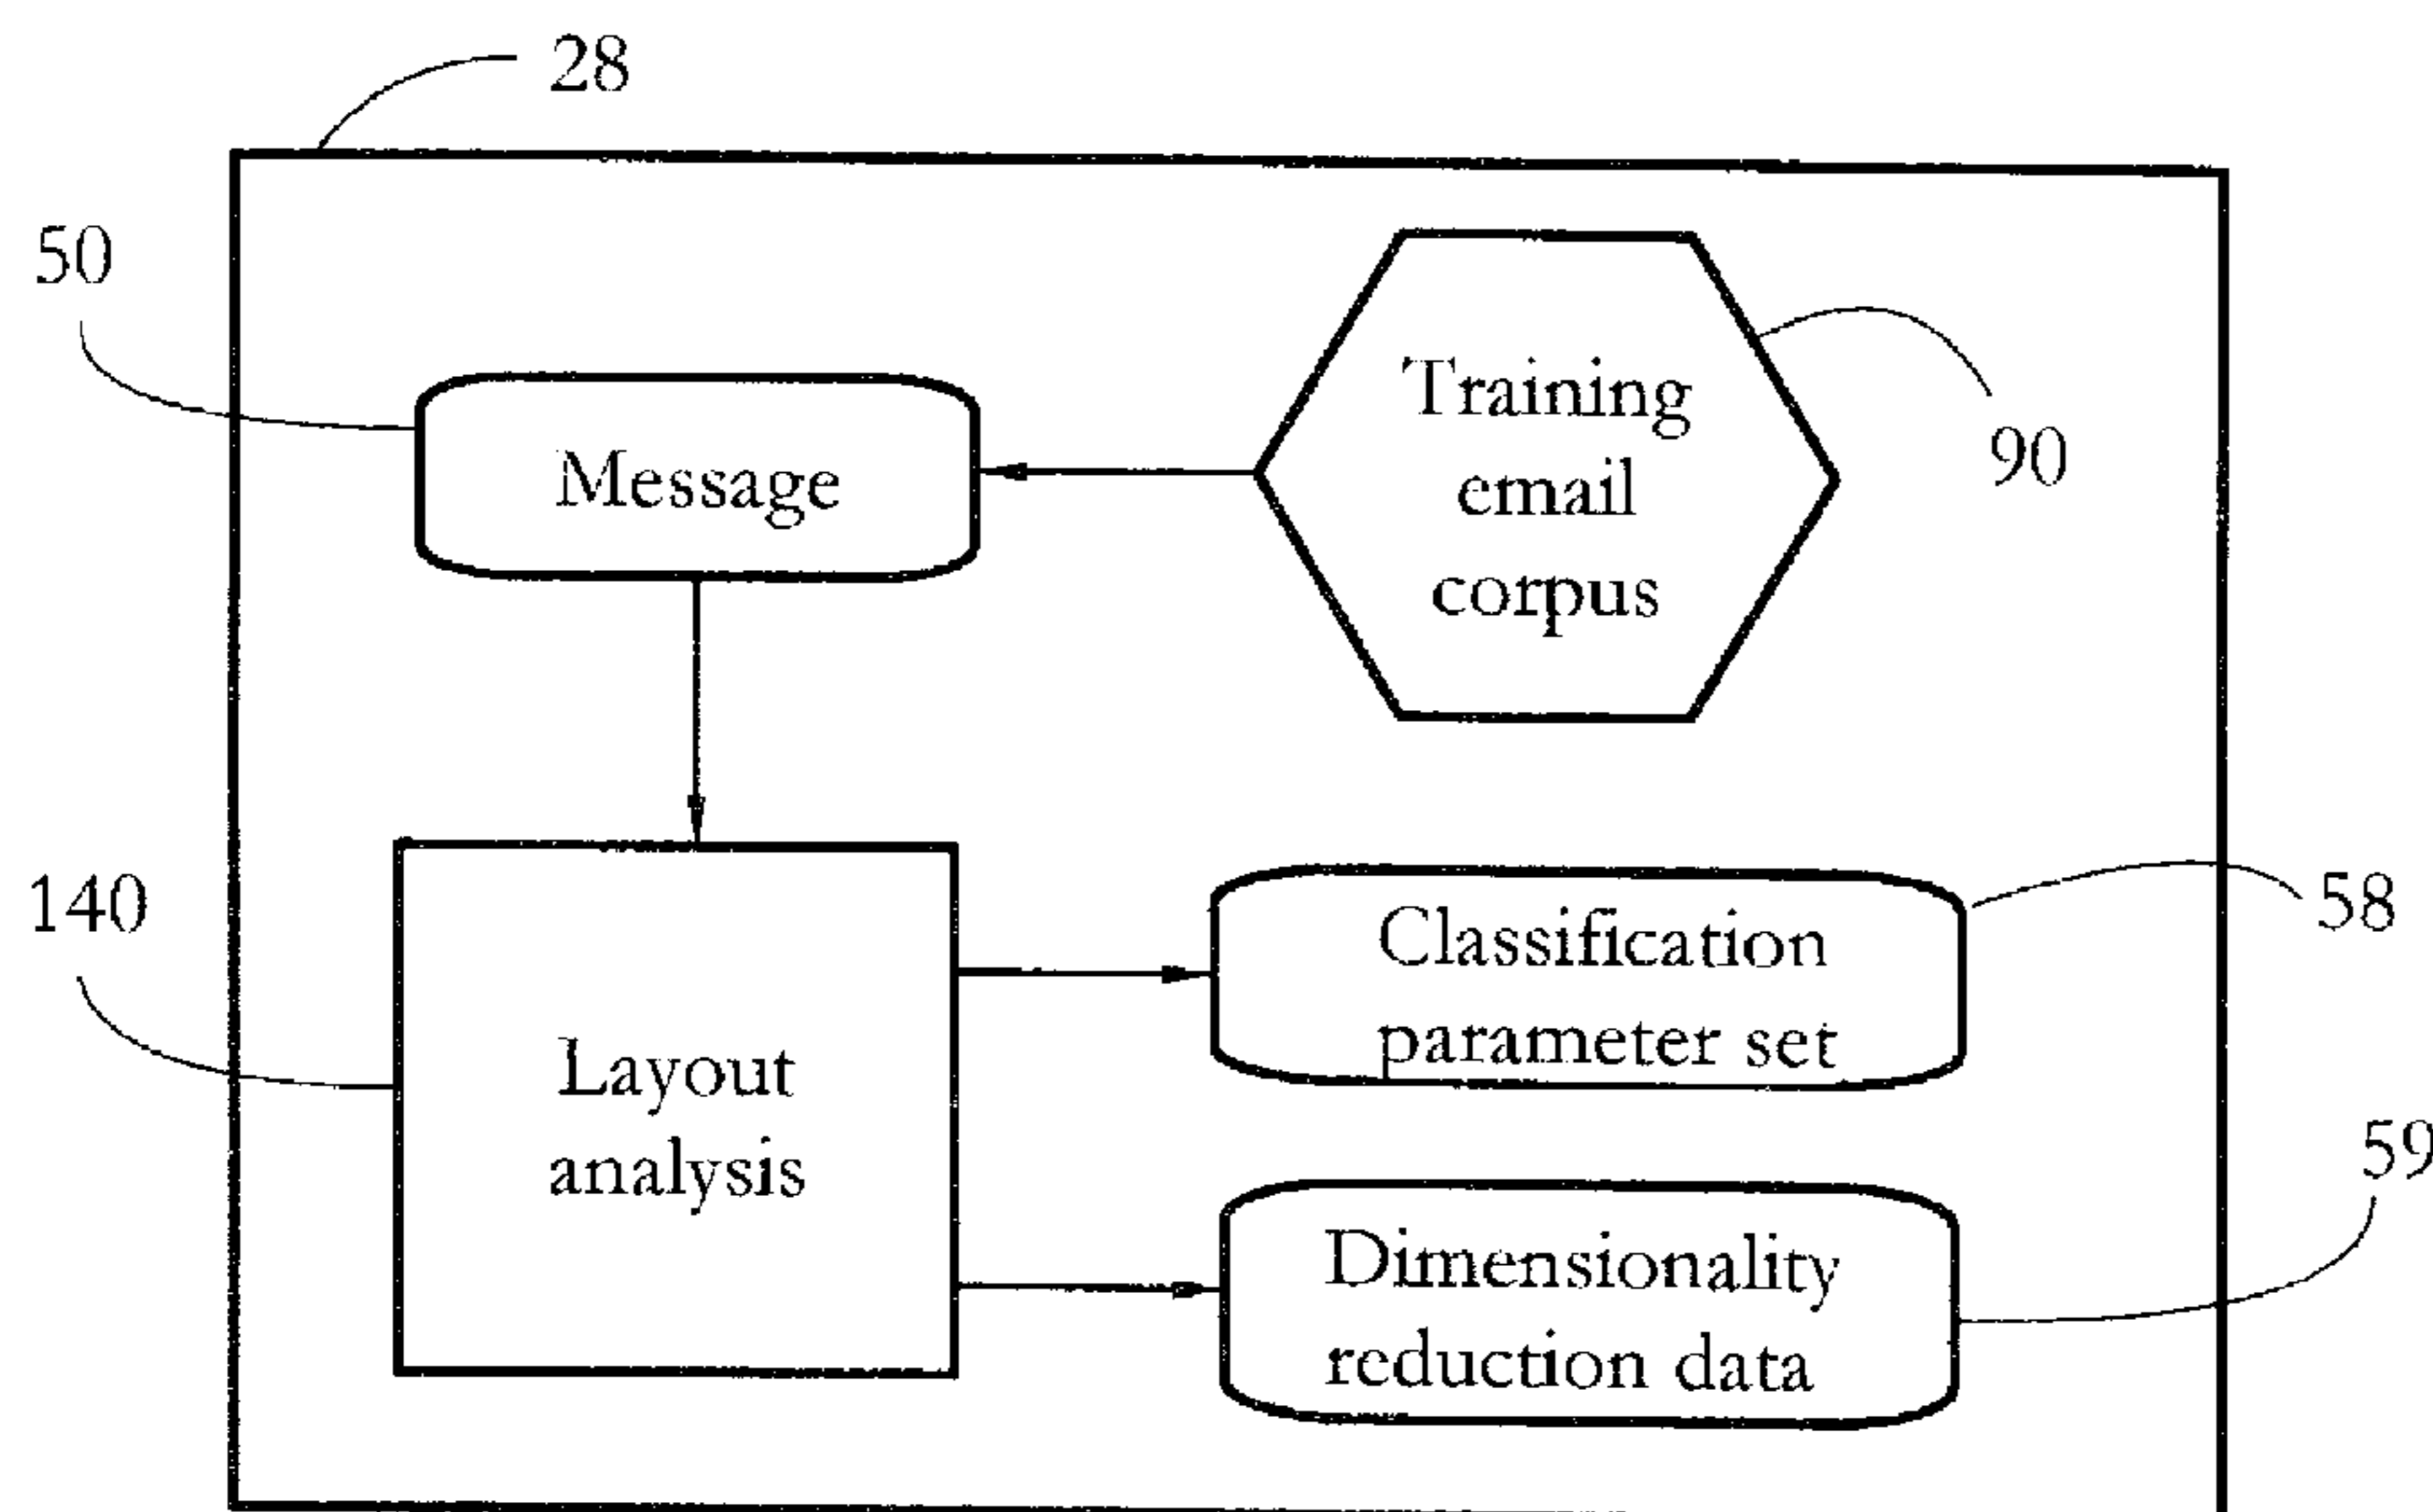 28
50
Training
email
corpus
Message
90
140
Classification
parameter set
58
Layout
analysis
59
Dimensionality
reduction data